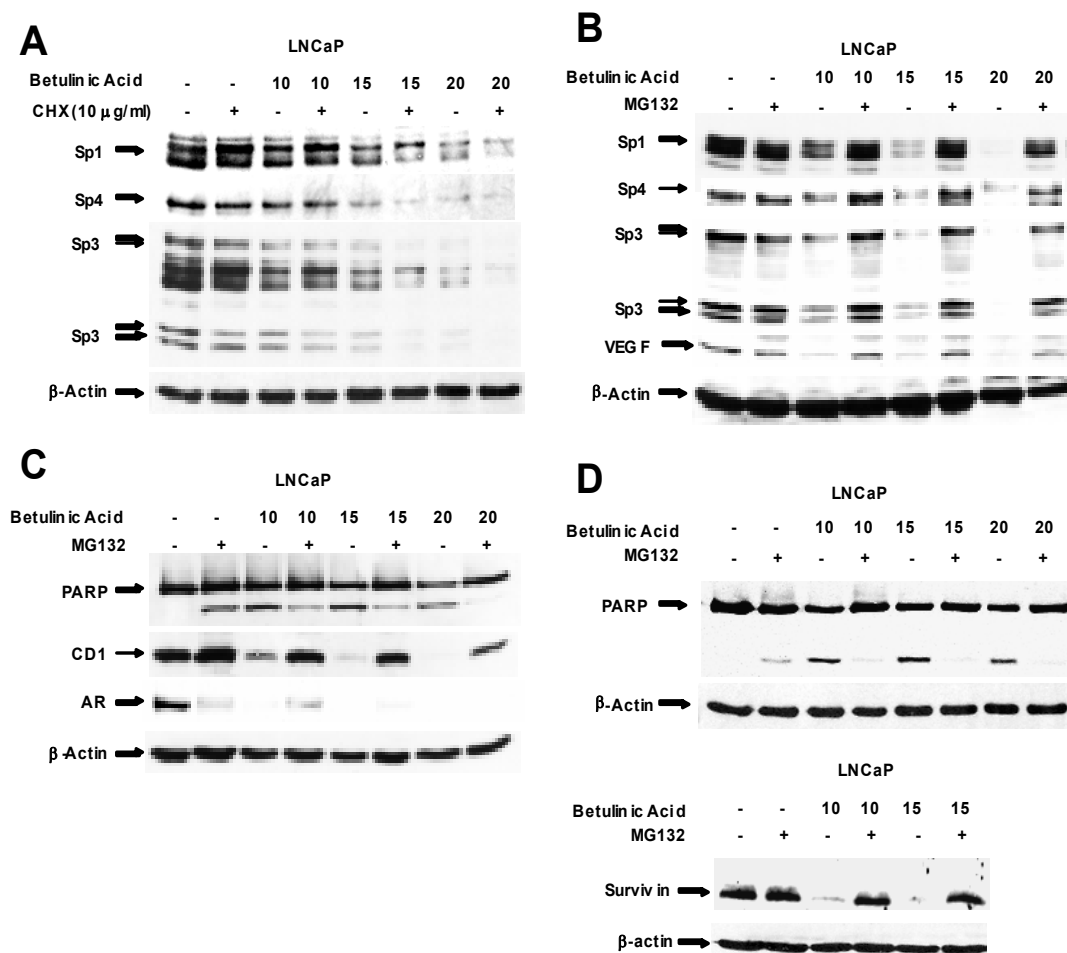 A
LNCaP
Betulinic Acid - - 10 10 15 15 20 20
CHX (10 μg/ml) - + - + - + - +
Sp1
Sp4
Sp3
Sp3
β-Actin
B
LNCaP
Betulinic Acid - - 10 10 15 15 20 20
MG132 - + - + - + - +
Sp1
Sp4
Sp3
Sp3
VEGF
β-Actin
C
LNCaP
Betulinic Acid - - 10 10 15 15 20 20
MG132 - + - + - + - +
PARP
CD1
AR
β-Actin
D
LNCaP
Betulinic Acid - - 10 10 15 15 20 20
MG132 - + - + - + - +
PARP
β-Actin
LNCaP
Betulinic Acid - - 10 10 15 15
MG132 - + - + - +
Survivin
β-actin